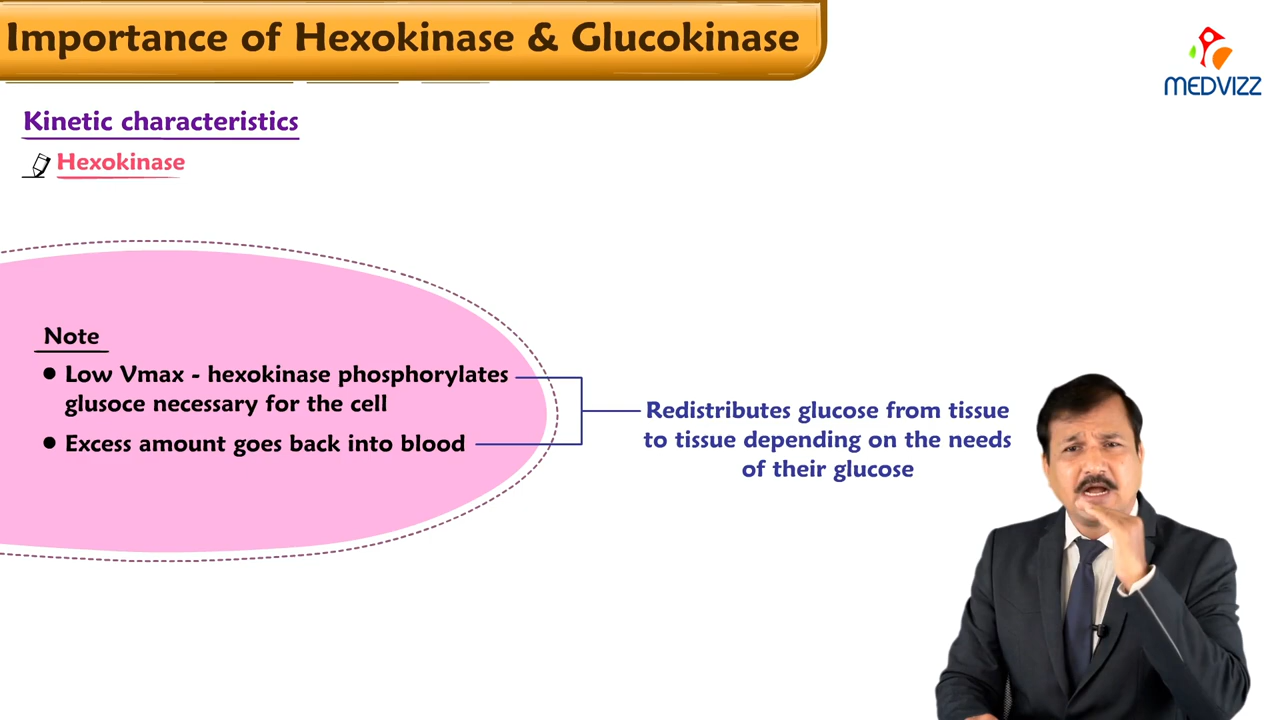 Importance of Hexokinase & Glucokinase
MEDVIZZ
Kinetic characteristics
Hexokinase
Note
• Low Vmax - hexokinase phosphorylates
glusoce necessary for the cell
• Excess amount goes back into blood
Redistributes glucose from tissue
to tissue depending on the needs
of their glucose